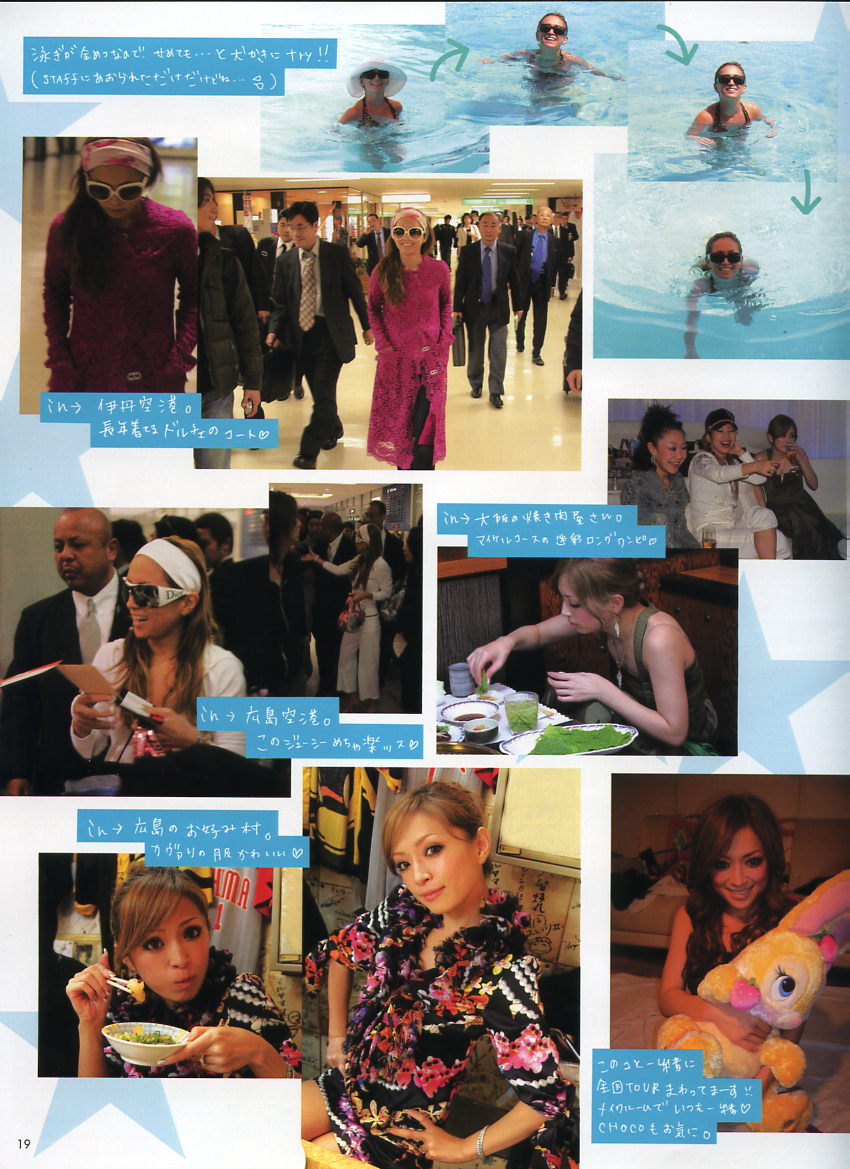 泳ぎが全めつなので せめても・・・と犬かきにtry!!
(STAFFにあおられただけだけどね・・・)
in→ 伊丹空港。
長年着てるドルチェのコート♡
in→ 大阪の焼き肉屋さん。
マイケルコースの迷彩ロングワンピ♡
Dior
in→ 広島空港。
このジューシーめちゃ楽ッス♡
in→ 広島のお好み村。
カヴァリの服かわいい♡
このコと一緒に
全国TOURまわってまーす!!
メイクルームでいつも一緒♡
CHOCOもお気に。
19